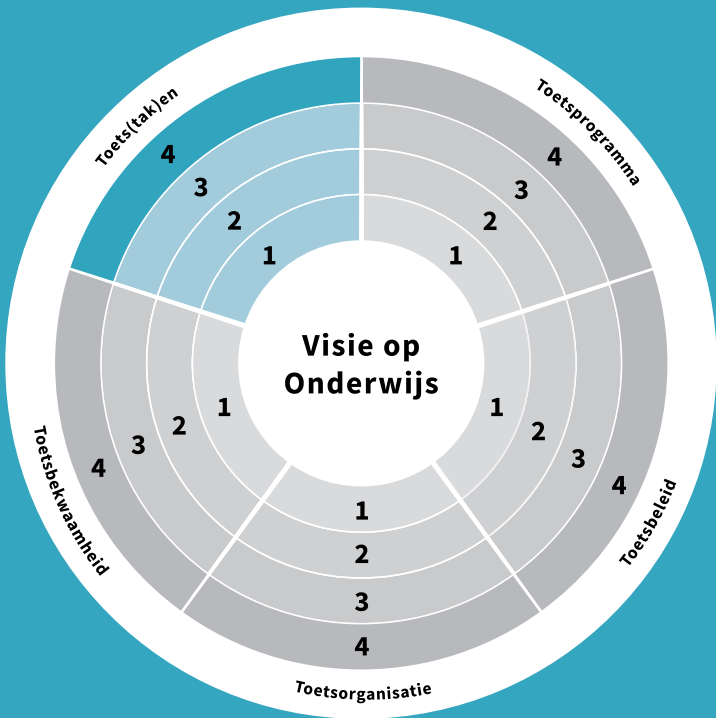 Toets(tak)en
4
3
2
1
Toetsprogramma
4
3
2
1
Visie op
Onderwijs
Toetsbeleid
1
2
3
4
Toetsorganisatie
1
2
3
4
Toetsbekwaamheid
1
2
3
4